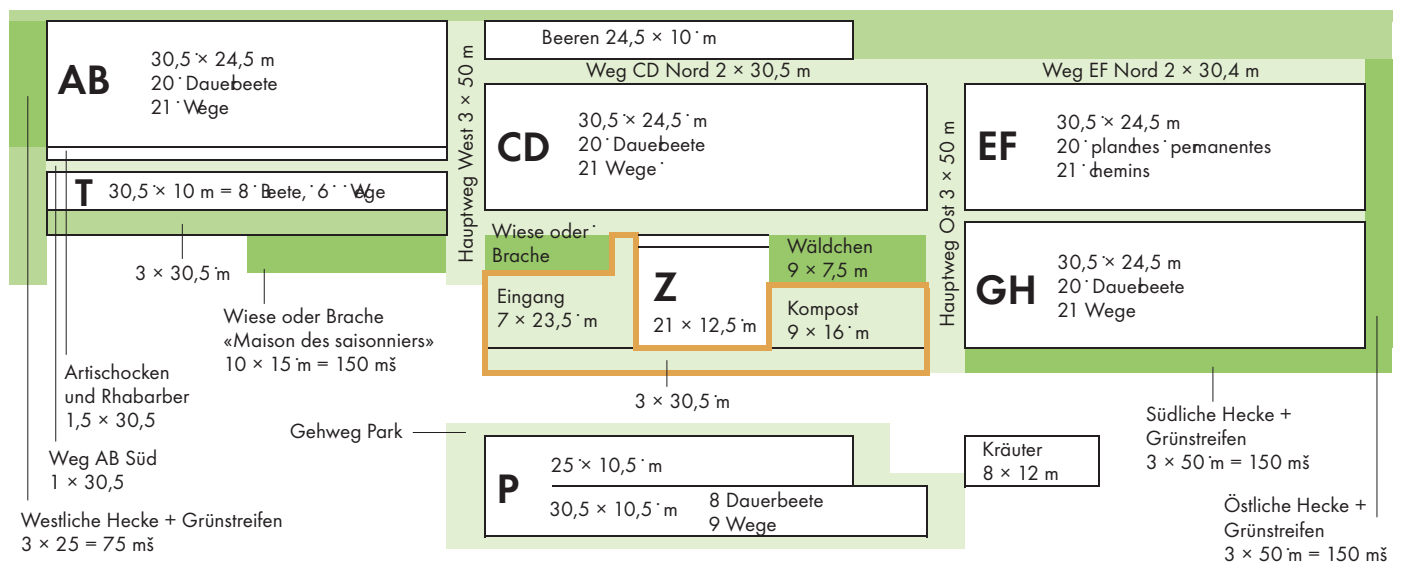 AB
30,5 × 24,5 m
20 Dauerbeete
21 Wege
T
30,5 × 10 m = 8 Beete, 6 Wege
3 × 30,5 m
Wiese oder Brache
«Maison des saisonniers»
10 × 15 m = 150 mš
Artischocken
und Rhabarber
1,5 × 30,5
Weg AB Süd
1 × 30,5
Westliche Hecke + Grünstreifen
3 × 25 = 75 mš
Hauptweg West 3 × 50 m
Beeren 24,5 × 10 m
Weg CD Nord 2 × 30,5 m
CD
30,5 × 24,5 m
20 Dauerbeete
21 Wege
Wiese oder
Brache
Eingang
7 × 23,5 m
Z
21 × 12,5 m
Wäldchen
9 × 7,5 m
Kompost
9 × 16 m
3 × 30,5 m
Hauptweg Ost 3 × 50 m
Weg EF Nord 2 × 30,4 m
EF
30,5 × 24,5 m
20 planches permanentes
21 chemins
GH
30,5 × 24,5 m
20 Dauerbeete
21 Wege
Gehweg Park
P
25 × 10,5 m
30,5 × 10,5 m
8 Dauerbeete
9 Wege
Kräuter
8 × 12 m
Südliche Hecke +
Grünstreifen
3 × 50 m = 150 mš
Östliche Hecke +
Grünstreifen
3 × 50 m = 150 mš